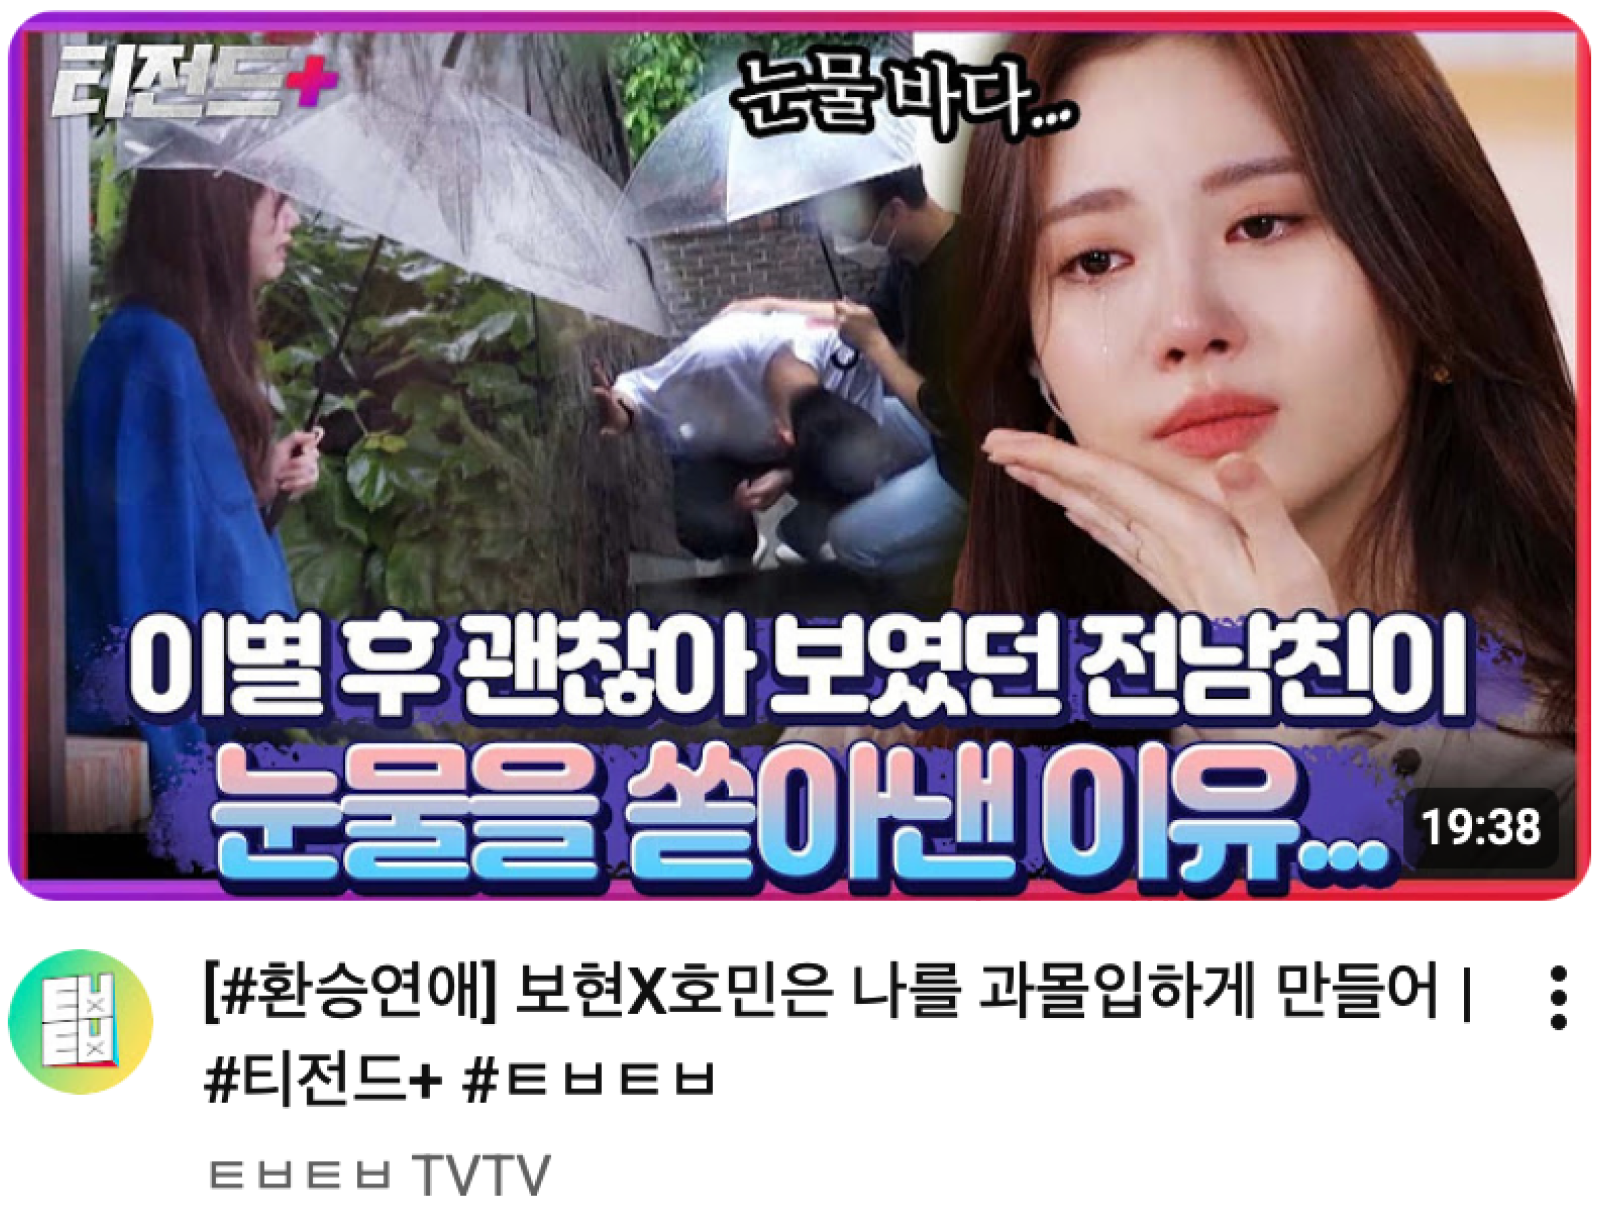 티전드+
눈물 바다...
이별 후 괜찮아 보였던 전남친이
눈물을 쏟아낸 이유...
19:38
[#환승연애] 보현X호민은 나를 과몰입하게 만들어 |
#티전드+ #ㅌㅂㅌㅂ
ㅌㅂㅌㅂ TVTV